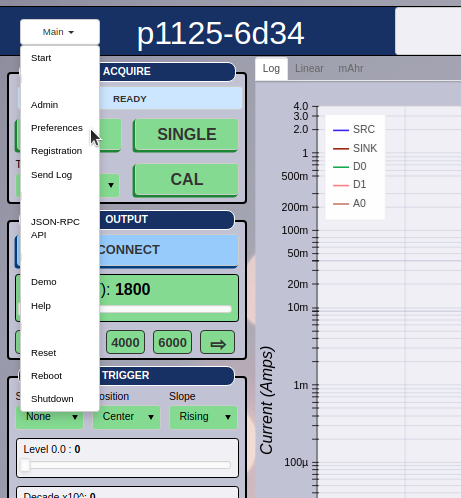 Main
p1125-6d34
Start
Admin
Preferences
Registration
Send Log
JSON-RPC
API
Demo
Help
Reset
Reboot
Shutdown
ACQUIRE
READY
SINGLE
CAL
OUTPUT
CONNECT
): 1800
4000 6000 ⇒
TRIGGER
Position Slope
None Center Rising
Level 0.0 : 0
Decade x10^: 0
Log Linear mAhr
4.0
3.0
2.0
1
500m
200m
100m
50m
20m
10m
1m
100µ
Current (Amps)
SRC
SINK
D0
D1
A0